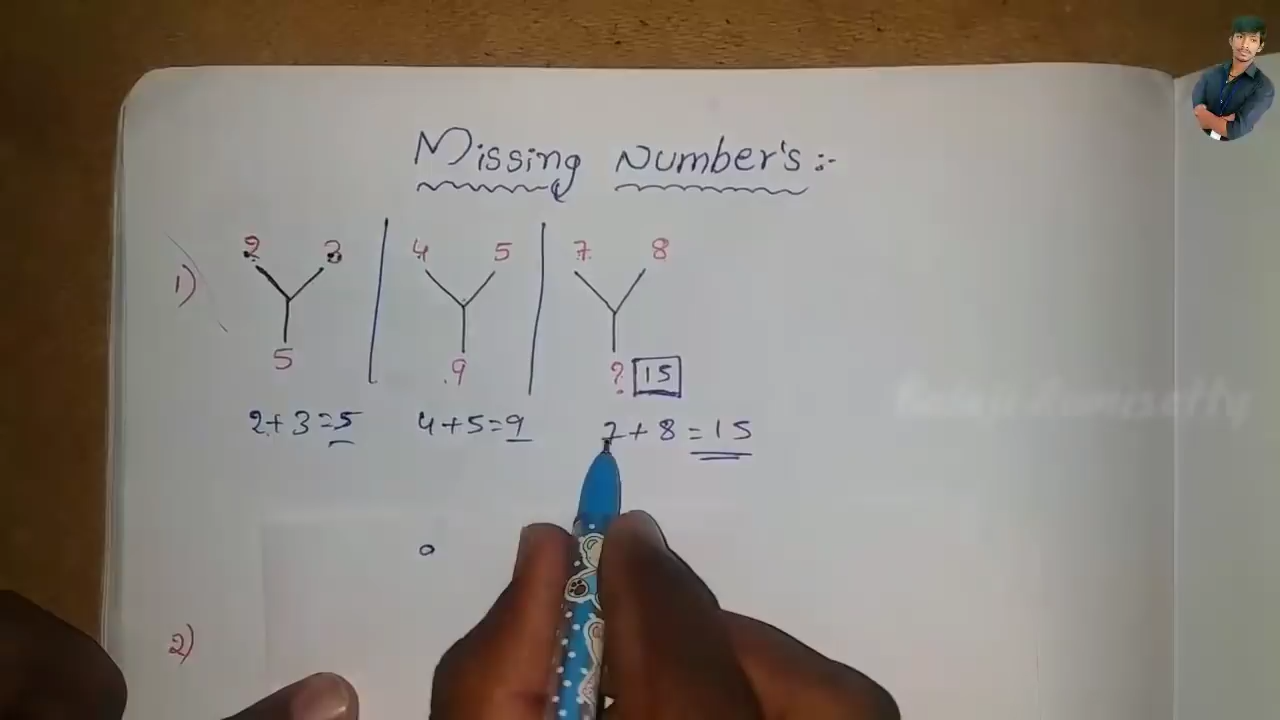 Missing Number's :-
1) 2 3 | 4 5 | 7 8
5 9 ? 15
2+3=5 4+5=9 7+8=15
2)